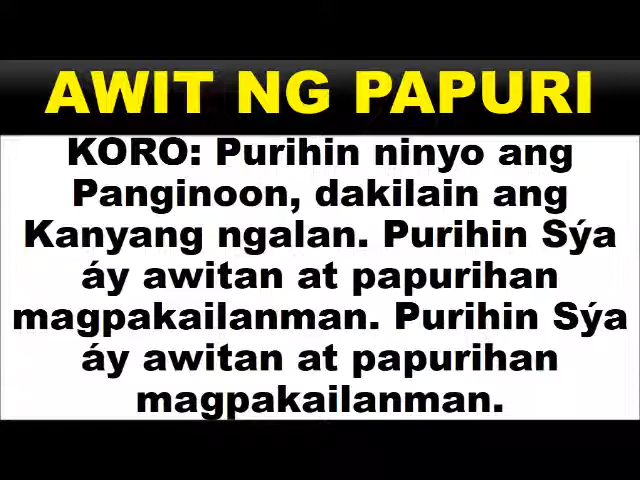 AWIT NG PAPURI
KORO: Purihin ninyo ang
Panginoon, dakilain ang
Kanyang ngalan. Purihin Sýa
áy awitan at papurihan
magpakailanman. Purihin Sýa
áy awitan at papurihan
magpakailanman.